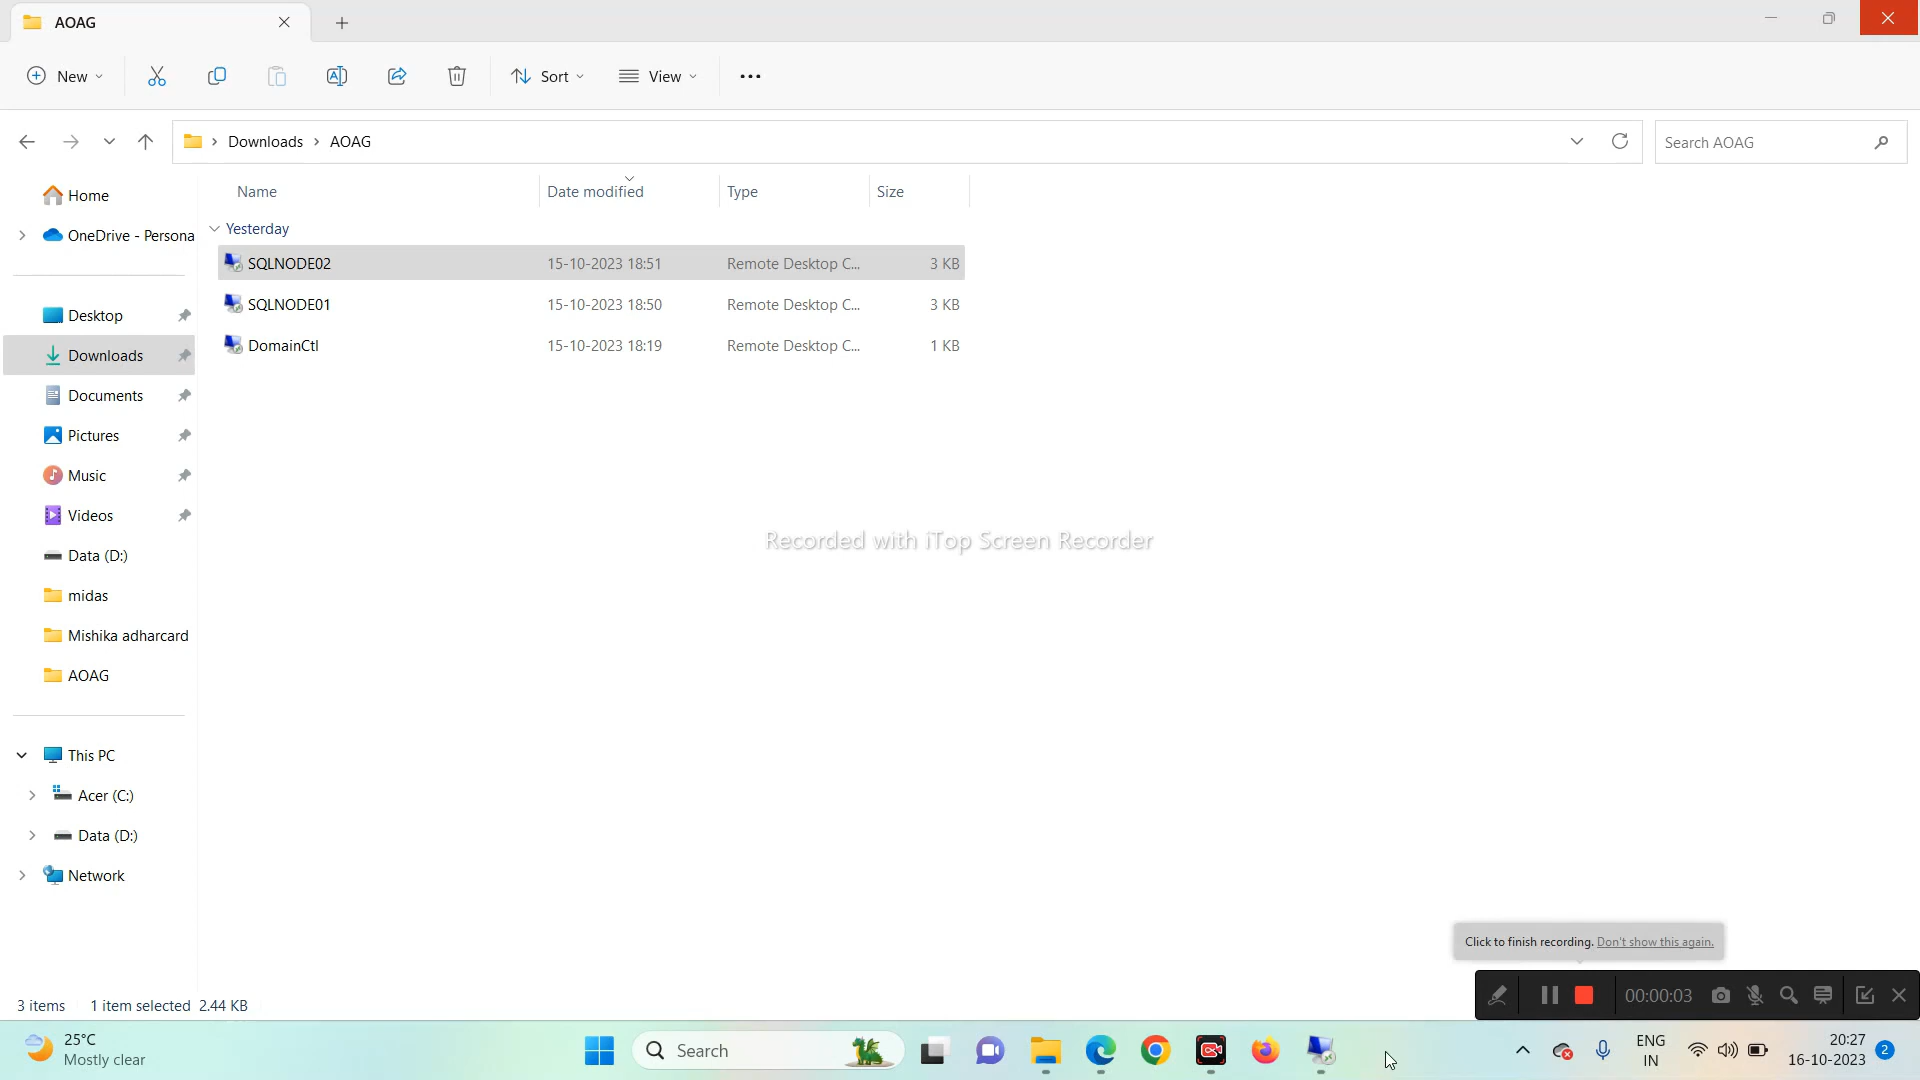 AOAG
New
Sort
View
Downloads
AOAG
Search AOAG
Name
Date modified
Type
Size
Home
OneDrive - Persona
Yesterday
SQLNODE02 15-10-2023 18:51 Remote Desktop C... 3 KB
SQLNODE01 15-10-2023 18:50 Remote Desktop C... 3 KB
DomainCtl 15-10-2023 18:19 Remote Desktop C... 1 KB
Desktop
Downloads
Documents
Pictures
Music
Videos
Data (D:)
midas
Mishika adharcard
AOAG
This PC
Acer (C:)
Data (D:)
Network
Recorded with iTop Screen Recorder
Click to finish recording. Don't show this again.
00:00:03
3 items 1 item selected 2.44 KB
25°C
Mostly clear
Search
ENG
IN
20:27
16-10-2023
2